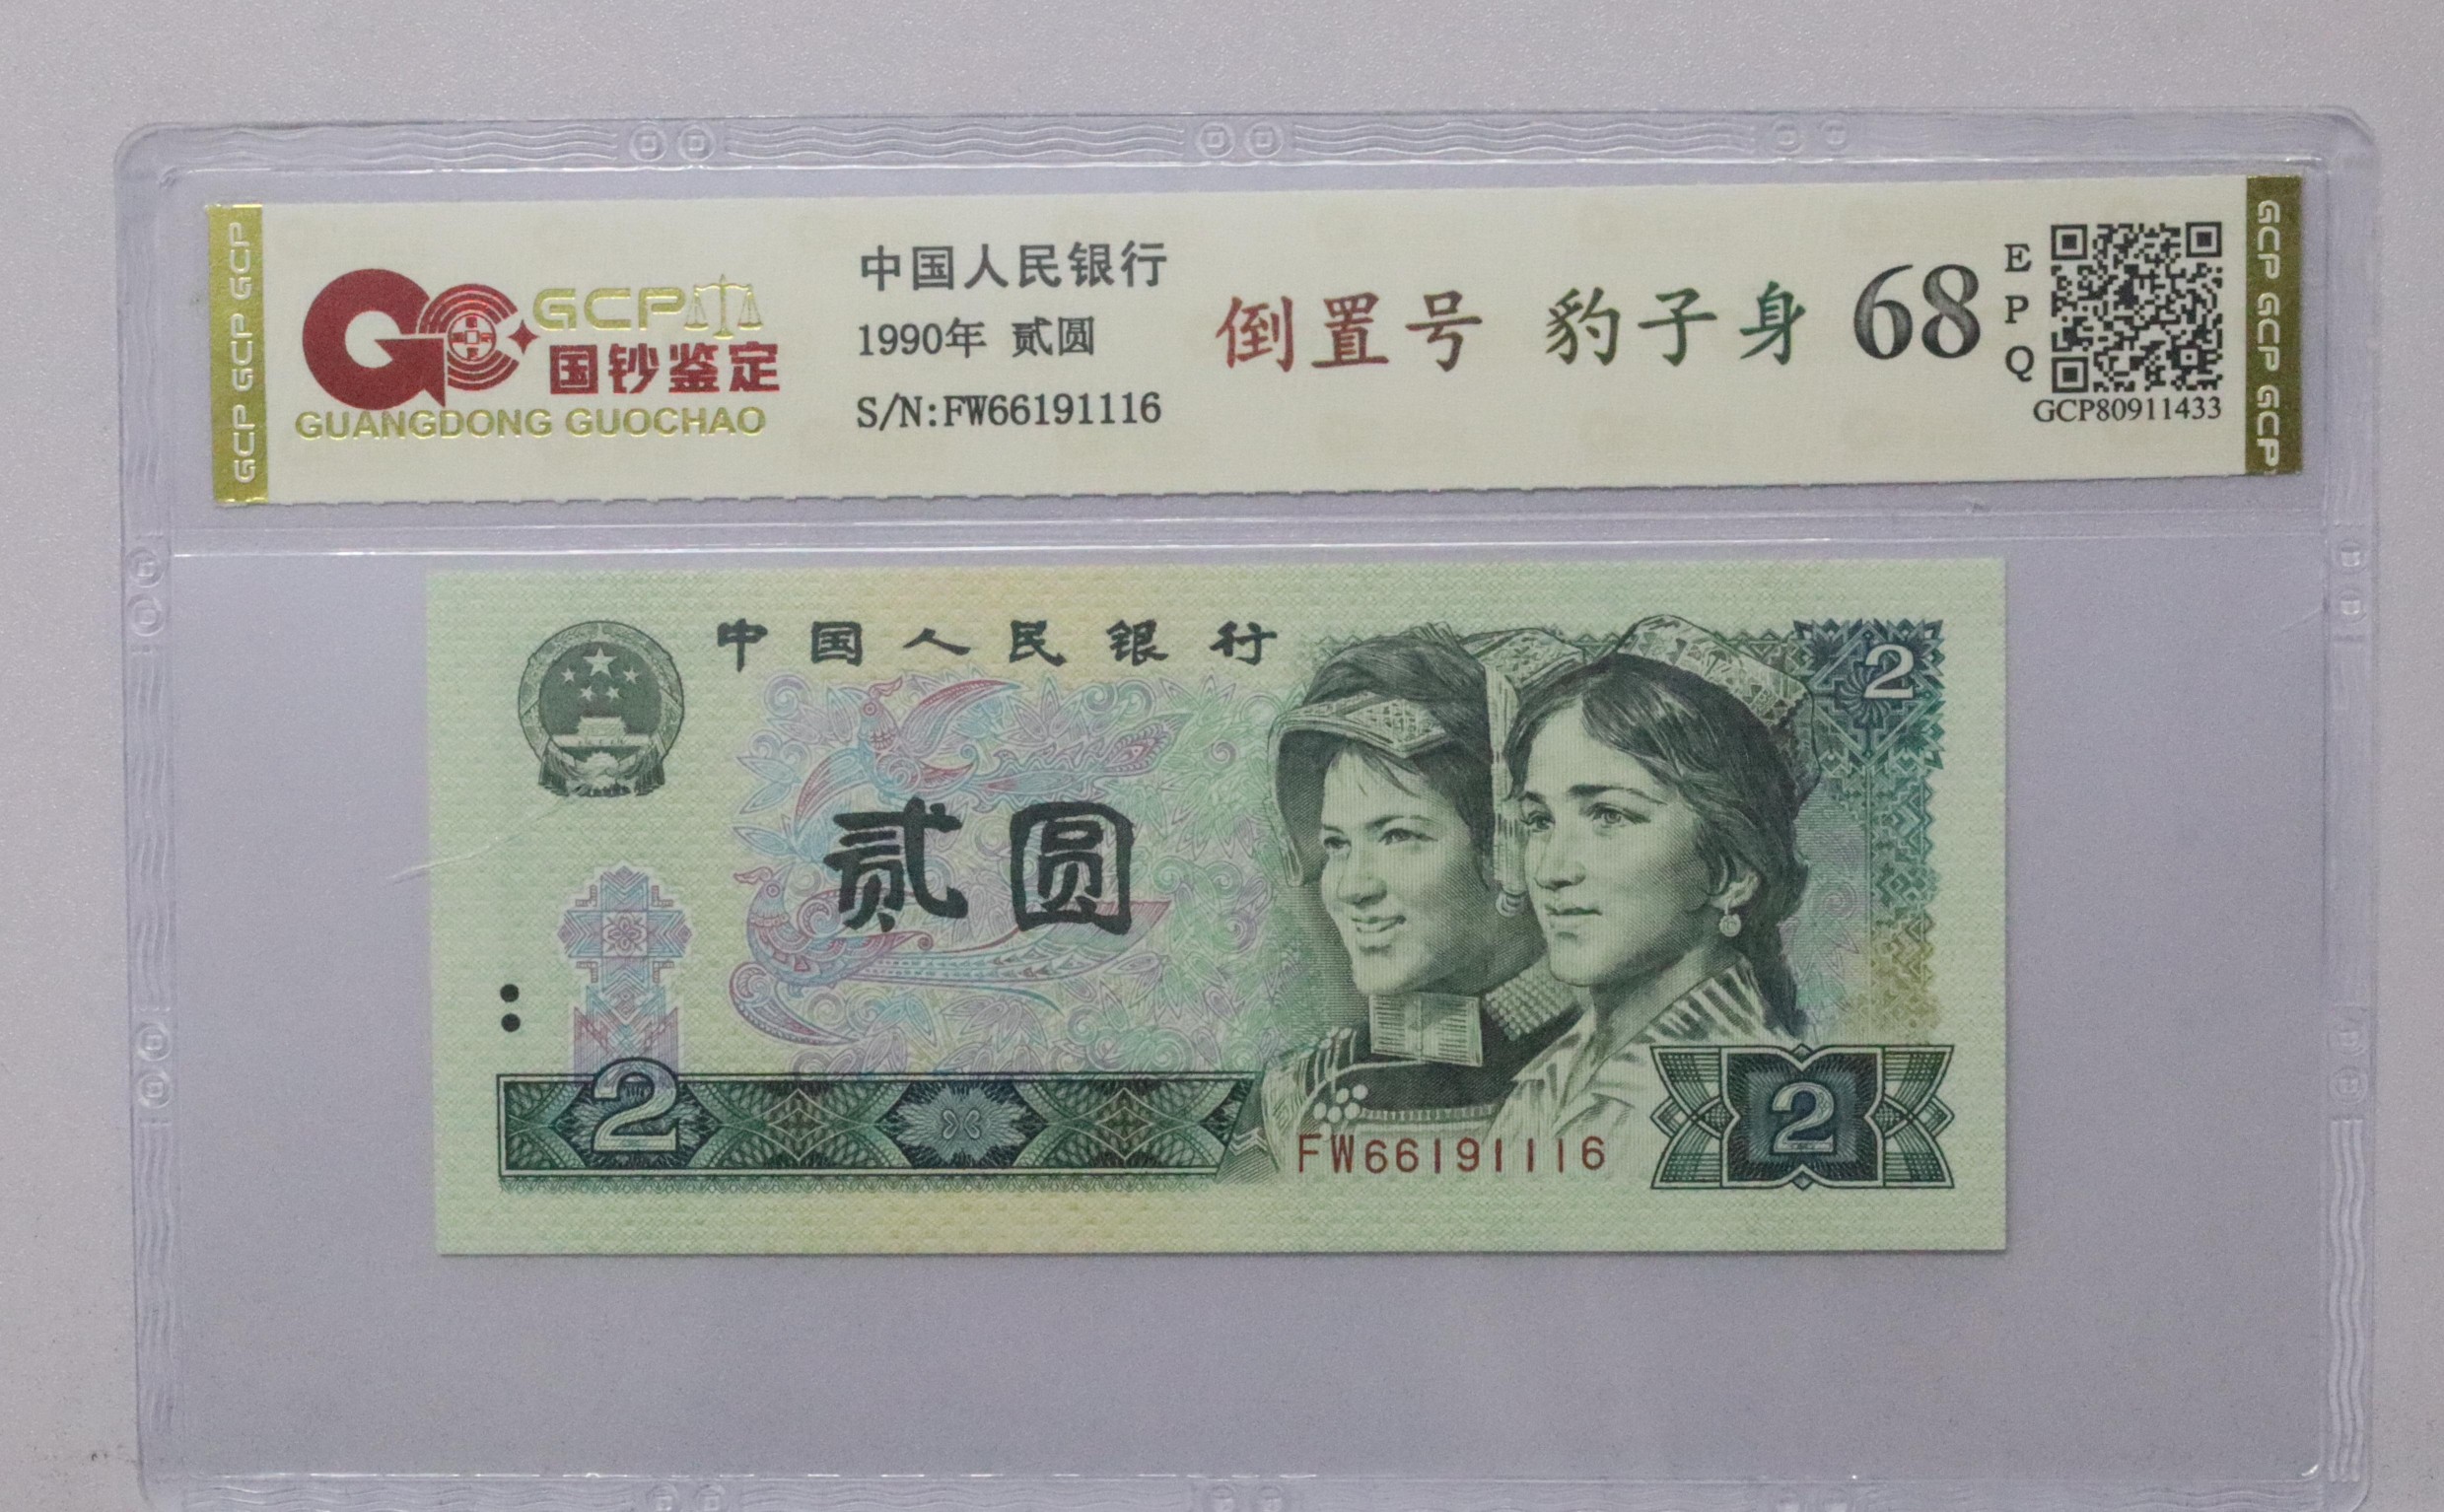 GCP GCP GCP
GCP
国钞鉴定
GUANGDONG GUOCHAO
中国人民银行
1990年 贰圆
S/N:FW66191116
倒置号 豹子身
68
EPQ
GCP80911433
GCP GCP GCP
中国人民银行
2
贰圆
2
FW66191116
2